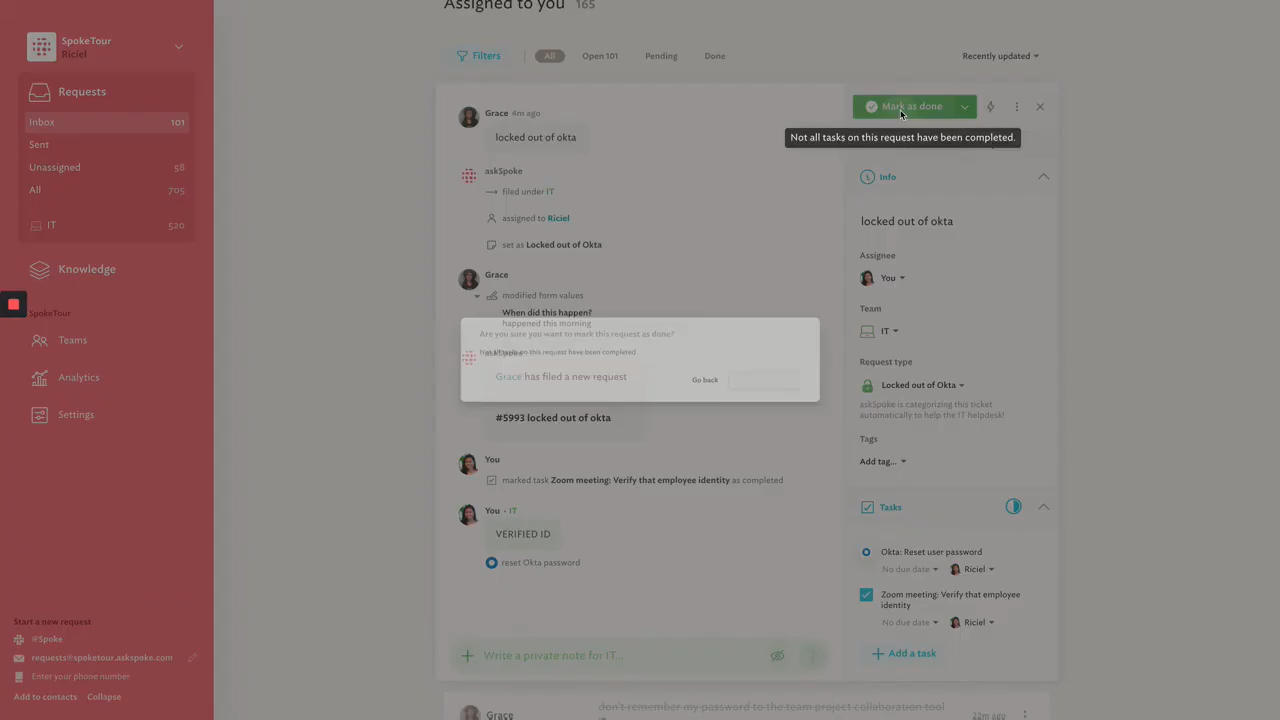 Assigned to you 165
SpokeTour
Riciel
Requests
Inbox 101
Sent
Unassigned 58
All 705
IT 520
Knowledge
SpokeTour
Teams
Analytics
Settings
Start a new request
@Spoke
requests@spoketour.askspoke.com
Enter your phone number
Add to contacts Collapse
Filters All Open 101 Pending Done Recently updated
Grace 4m ago
locked out of okta
askSpoke
filed under IT
assigned to Riciel
set as Locked out of Okta
Grace
modified form values
When did this happen?
happened this morning
Are you sure you want to mark this request as done?
Not all tasks on this request have been completed
askSpoke
Grace has filed a new request
Go back
#5993 locked out of okta
You
marked task Zoom meeting: Verify that employee identity as completed
You · IT
VERIFIED ID
reset Okta password
Write a private note for IT...
Mark as done
Not all tasks on this request have been completed.
Info
locked out of okta
Assignee
You
Team
IT
Request type
Locked out of Okta
askSpoke is categorizing this ticket
automatically to help the IT helpdesk!
Tags
Add tag...
Tasks
Okta: Reset user password
No due date Riciel
Zoom meeting: Verify that employee
identity
No due date Riciel
Add a task
Grace don't remember my password to the team project collaboration tool 22m ago